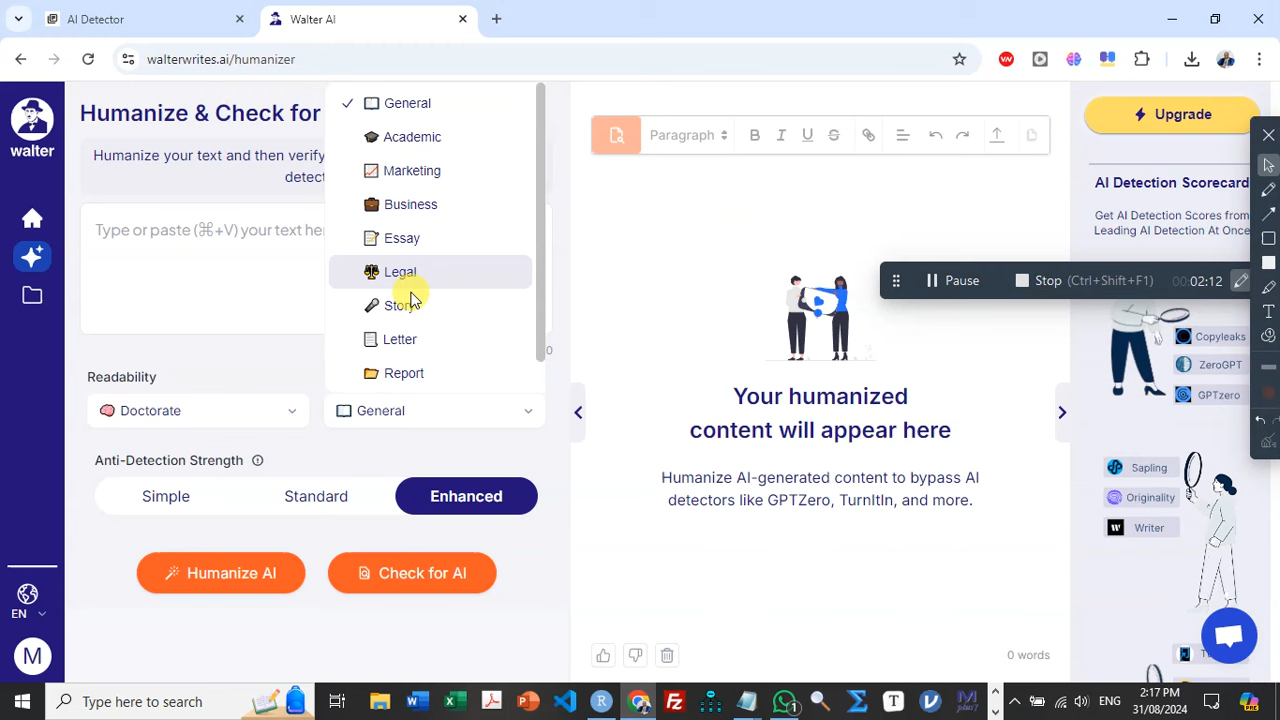 AI Detector
Walter AI
walterwrites.ai/humanizer
walter
EN
M
Humanize & Check for
Humanize your text and then verify
detect
Type or paste (⌘+V) your text here
0
General
Academic
Marketing
Business
Essay
Legal
Story
Letter
Report
Readability
Doctorate
General
Anti-Detection Strength
Simple
Standard
Enhanced
Humanize AI
Check for AI
Paragraph
B
I
U
S
Your humanized
content will appear here
Humanize AI-generated content to bypass AI
detectors like GPTZero, TurnItIn, and more.
0 words
Upgrade
AI Detection Scorecard
Get AI Detection Scores from
Leading AI Detection At Once
Pause
Stop (Ctrl+Shift+F1)
00:02:12
Copyleaks
ZeroGPT
GPTzero
Sapling
Originality
Writer
Type here to search
ENG
2:17 PM
31/08/2024